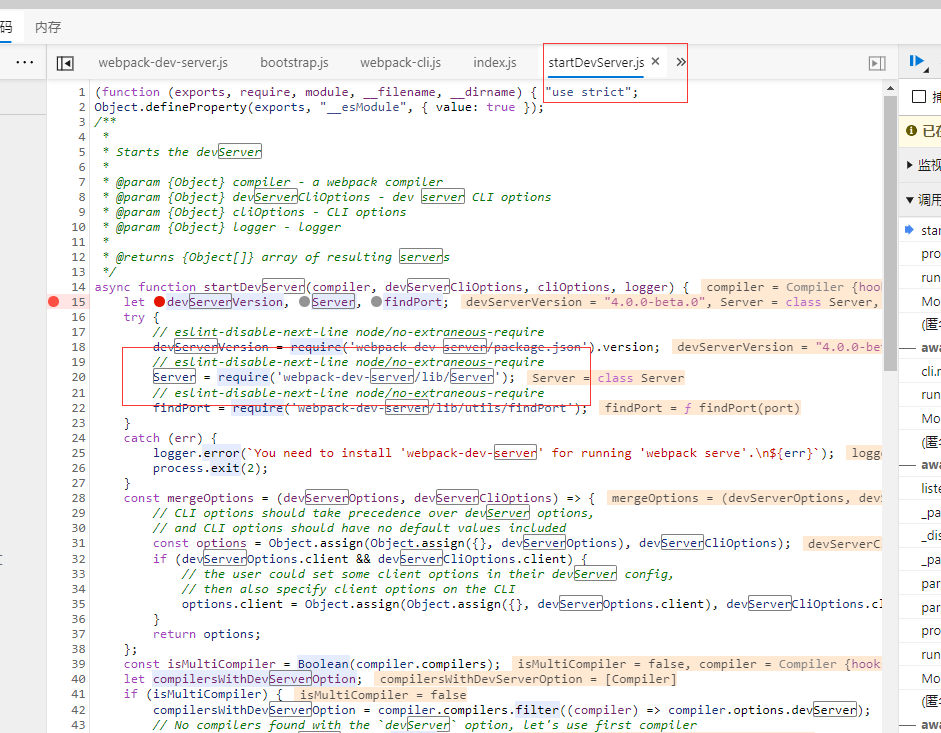 码 内存
webpack-dev-server.js bootstrap.js webpack-cli.js index.js startDevServer.js × »
1 (function (exports, require, module, __filename, __dirname) { "use strict";
2 Object.defineProperty(exports, "__esModule", { value: true });
3 /**
4 *
5 * Starts the devServer
6 *
7 * @param {Object} compiler - a webpack compiler
8 * @param {Object} devServerCliOptions - dev server CLI options
9 * @param {Object} cliOptions - CLI options
10 * @param {Object} logger - logger
11 *
12 * @returns {Object[]} array of resulting servers
13 */
14 async function startDevServer(compiler, devServerCliOptions, cliOptions, logger) { compiler = Compiler {hook
15 let devServerVersion, Server, findPort; devServerVersion = "4.0.0-beta.0", Server = class Server,
16 try {
17 // eslint-disable-next-line node/no-extraneous-require
18 devServerVersion = require('webpack-dev-server/package.json').version; devServerVersion = "4.0.0-bet
19 // eslint-disable-next-line node/no-extraneous-require
20 Server = require('webpack-dev-server/lib/Server'); Server = class Server
21 // eslint-disable-next-line node/no-extraneous-require
22 findPort = require('webpack-dev-server/lib/utils/findPort'); findPort = ƒ findPort(port)
23 }
24 catch (err) {
25 logger.error(`You need to install 'webpack-dev-server' for running 'webpack serve'.\n${err}`); logge
26 process.exit(2);
27 }
28 const mergeOptions = (devServerOptions, devServerCliOptions) => { mergeOptions = (devServerOptions, dev
29 // CLI options should take precedence over devServer options,
30 // and CLI options should have no default values included
31 const options = Object.assign(Object.assign({}, devServerOptions), devServerCliOptions); devServerC
32 if (devServerOptions.client && devServerCliOptions.client) {
33 // the user could set some client options in their devServer config,
34 // then also specify client options on the CLI
35 options.client = Object.assign(Object.assign({}, devServerOptions.client), devServerCliOptions.cl
36 }
37 return options;
38 };
39 const isMultiCompiler = Boolean(compiler.compilers); isMultiCompiler = false, compiler = Compiler {hook
40 let compilersWithDevServerOption; compilersWithDevServerOption = [Compiler]
41 if (isMultiCompiler) { isMultiCompiler = false
42 compilersWithDevServerOption = compiler.compilers.filter((compiler) => compiler.options.devServer);
43 // No compilers found with the `devServer` option, let's use first compiler
已在
监视
调用
star
pro
run
Mo
(匿名
awa
cli.r
run
Mo
(匿名
awa
liste
_pa
_dis
_pa
par
par
pro
run
Mo
(匿名
awa